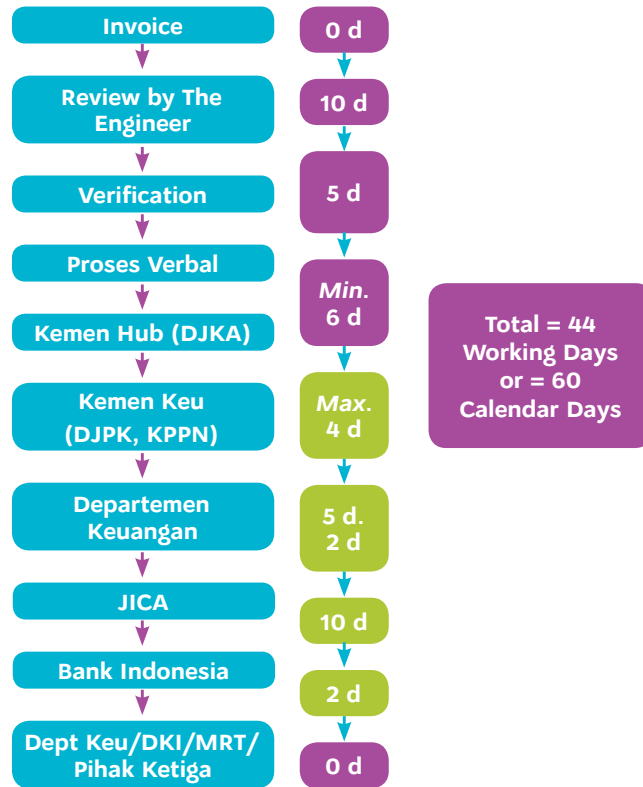 Invoice
Review by The
Engineer
Verification
Proses Verbal
Kemen Hub (DJKA)
Kemen Keu
(DJPK, KPPN)
Departemen
Keuangan
JICA
Bank Indonesia
Dept Keu/DKI/MRT/
Pihak Ketiga
0 d
10 d
5 d
Min.
6 d
Max.
4 d
5 d.
2 d
10 d
2 d
0 d
Total = 44
Working Days
or = 60
Calendar Days